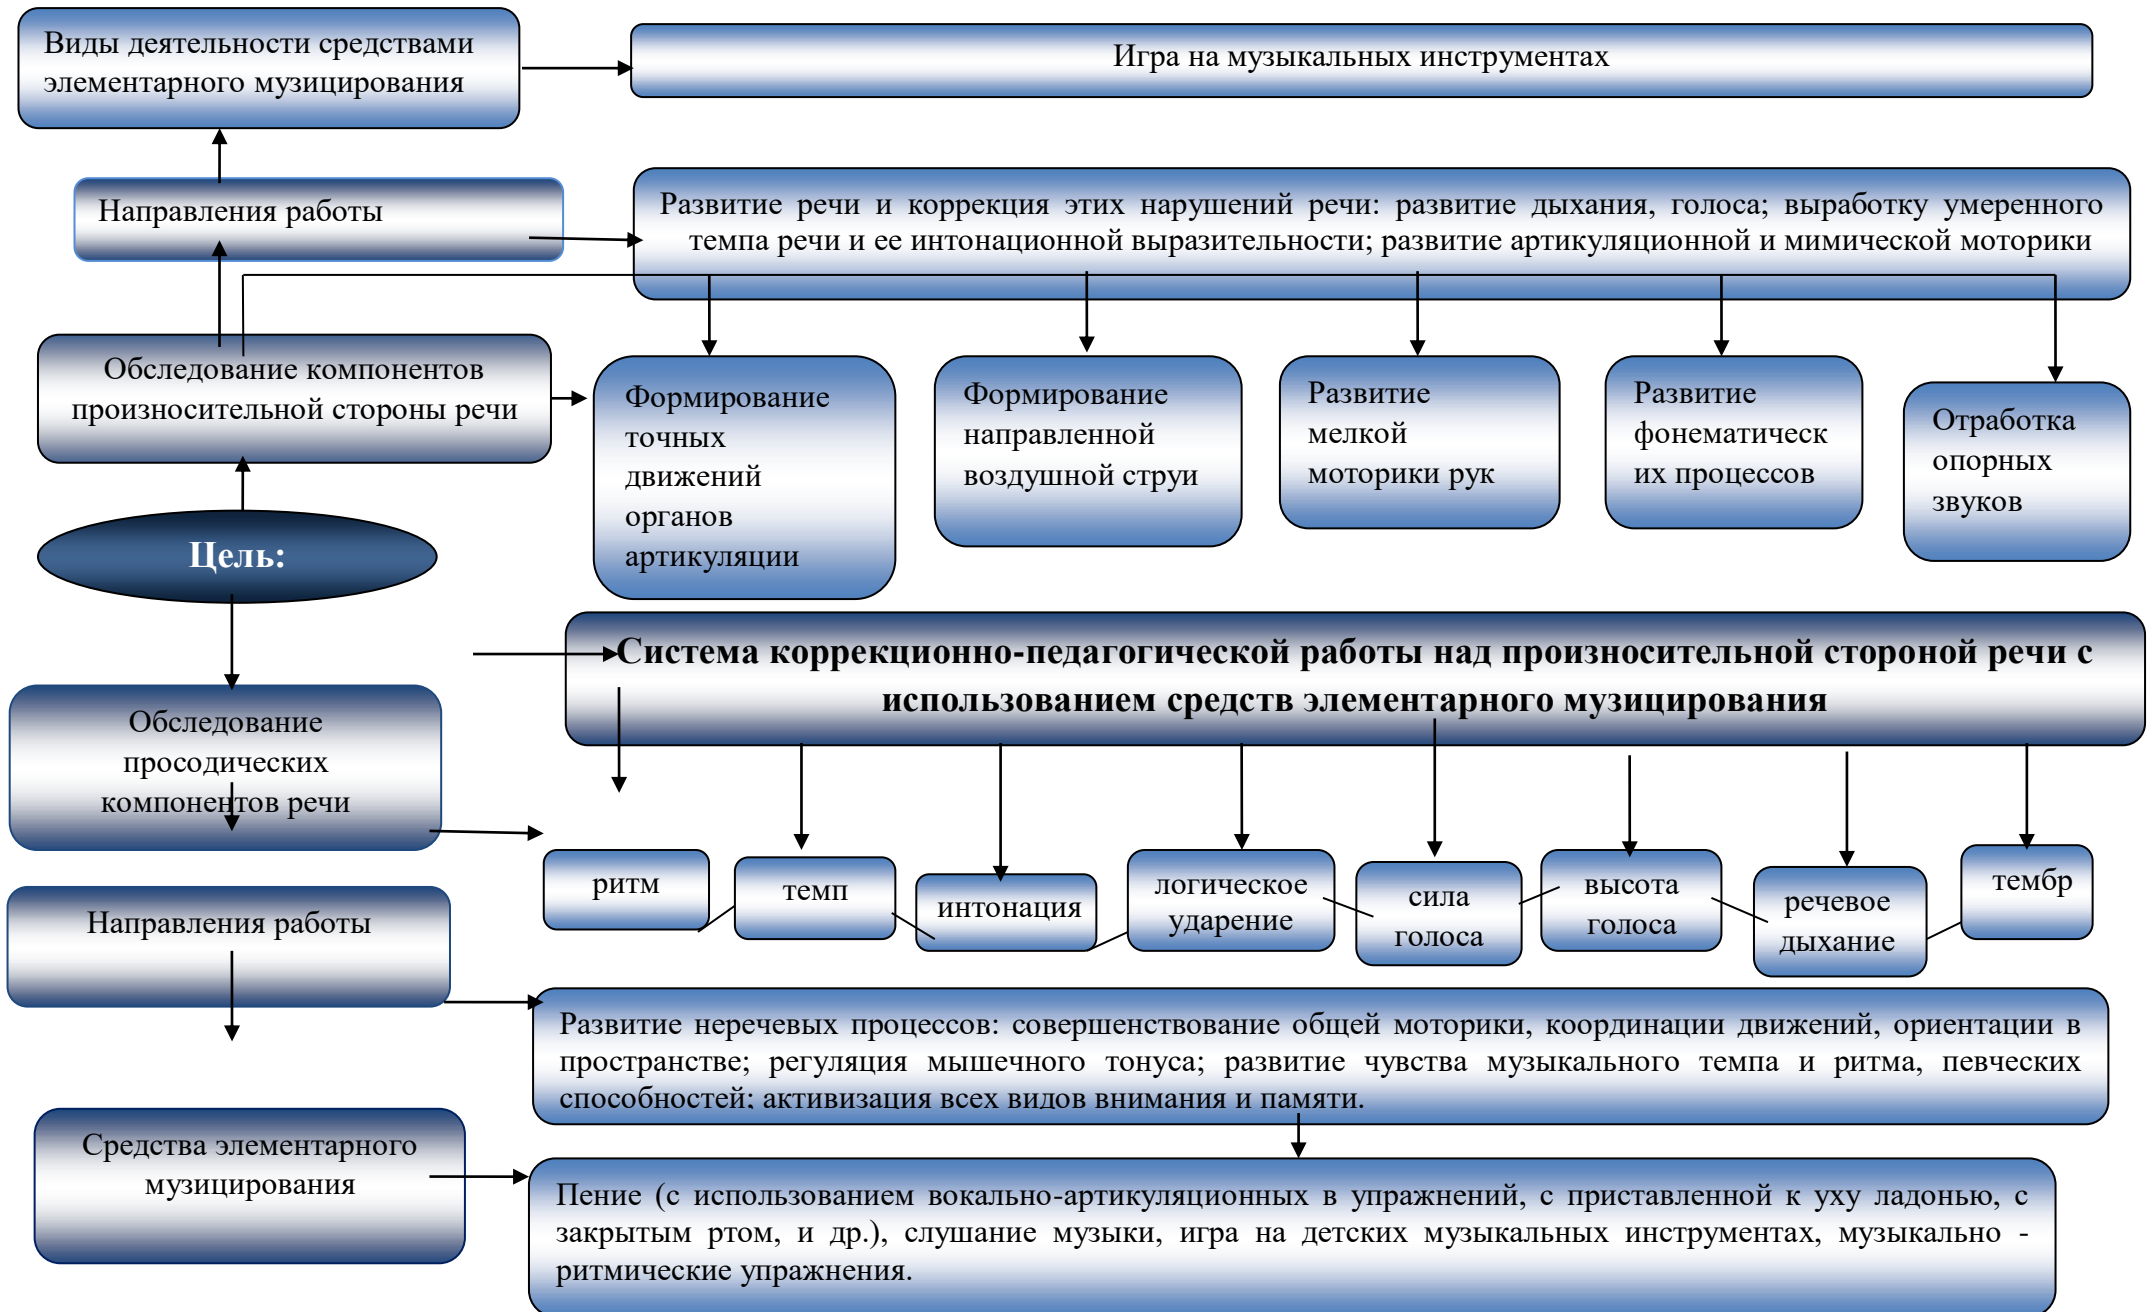 Виды деятельности средствами
элементарного музицирования
Игра на музыкальных инструментах
Направления работы
Развитие речи и коррекция этих нарушений речи: развитие дыхания, голоса; выработку умеренного
темпа речи и ее интонационной выразительности; развитие артикуляционной и мимической моторики
Обследование компонентов
произносительной стороны речи
Формирование
точных
движений
органов
артикуляции
Формирование
направленной
воздушной струи
Развитие
мелкой
моторики рук
Развитие
фонематическ
их процессов
Отработка
опорных
звуков
Цель:
Система коррекционно-педагогической работы над произносительной стороной речи с
использованием средств элементарного музицирования
Обследование
просодических
компонентов речи
ритм
темп
интонация
логическое
ударение
сила
голоса
высота
голоса
речевое
дыхание
тембр
Направления работы
Развитие неречевых процессов: совершенствование общей моторики, координации движений, ориентации в
пространстве; регуляция мышечного тонуса; развитие чувства музыкального темпа и ритма, певческих
способностей; активизация всех видов внимания и памяти.
Средства элементарного
музицирования
Пение (с использованием вокально-артикуляционных в упражнений, с приставленной к уху ладонью, с
закрытым ртом, и др.), слушание музыки, игра на детских музыкальных инструментах, музыкально -
ритмические упражнения.